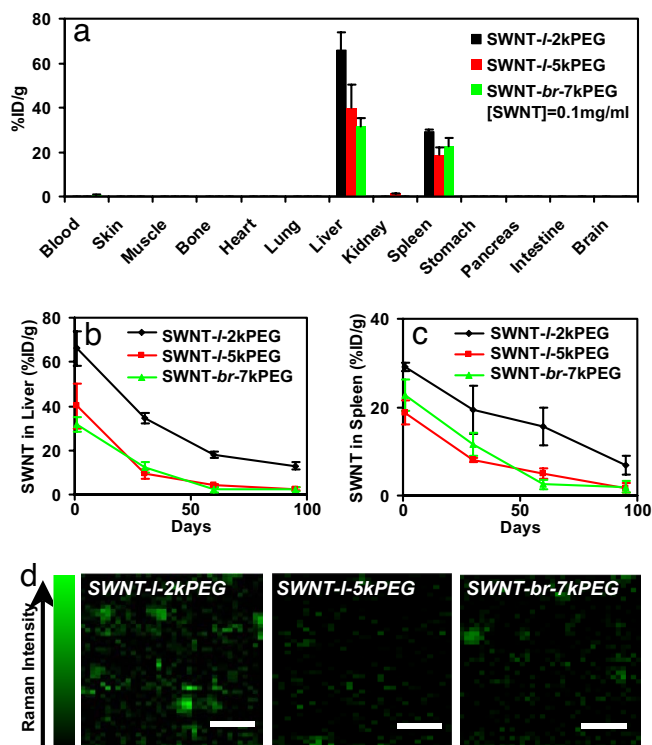 a
80
60
40
20
0
%ID/g
SWNT-l-2kPEG
SWNT-l-5kPEG
SWNT-br-7kPEG
[SWNT]=0.1mg/ml
Blood
Skin
Muscle
Bone
Heart
Lung
Liver
Kidney
Spleen
Stomach
Pancreas
Intestine
Brain
b
80
60
40
20
0
SWNT in Liver (%ID/g)
SWNT-l-2kPEG
SWNT-l-5kPEG
SWNT-br-7kPEG
0 50 100
Days
c
40
20
0
SWNT in Spleen (%ID/g)
SWNT-l-2kPEG
SWNT-l-5kPEG
SWNT-br-7kPEG
0 50 100
Days
d
Raman Intensity
SWNT-l-2kPEG
SWNT-l-5kPEG
SWNT-br-7kPEG